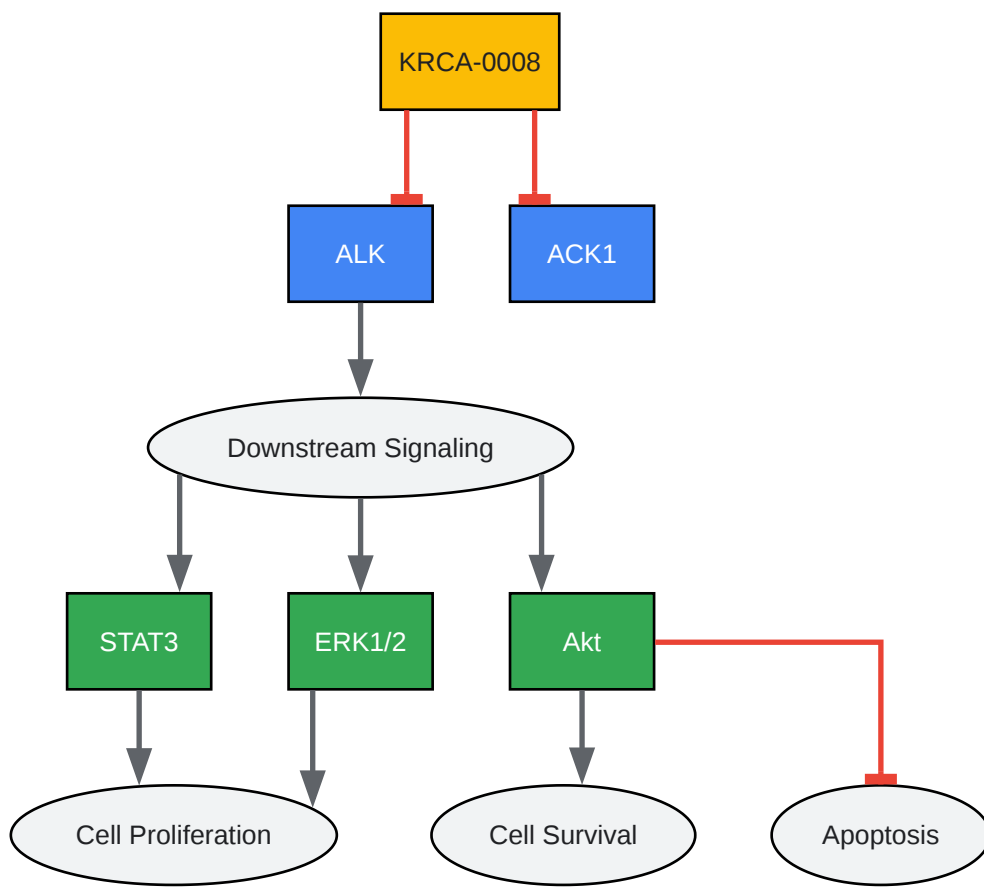 KRCA-0008
ALK
ACK1
Downstream Signaling
STAT3
ERK1/2
Akt
Cell Proliferation
Cell Survival
Apoptosis